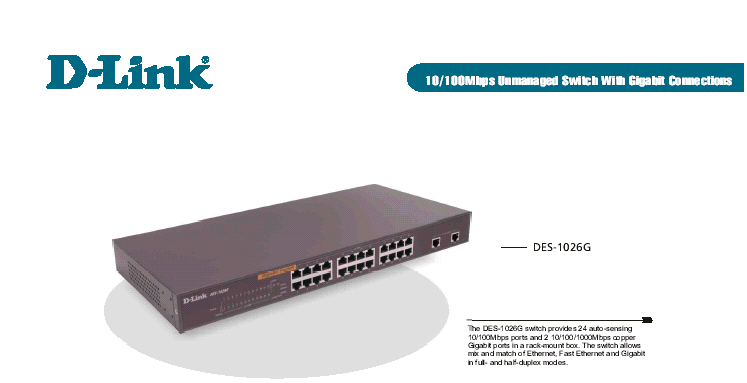 D-Link®
10/100Mbps Unmanaged Switch With Gigabit Connections
DES-1026G
D-Link
The DES-1026G switch provides 24 auto-sensing
10/100Mbps ports and 2 10/100/1000Mbps copper
Gigabit ports in a rack-mount box. The switch allows
mix and match of Ethernet, Fast Ethernet and Gigabit
in full- and half-duplex modes.